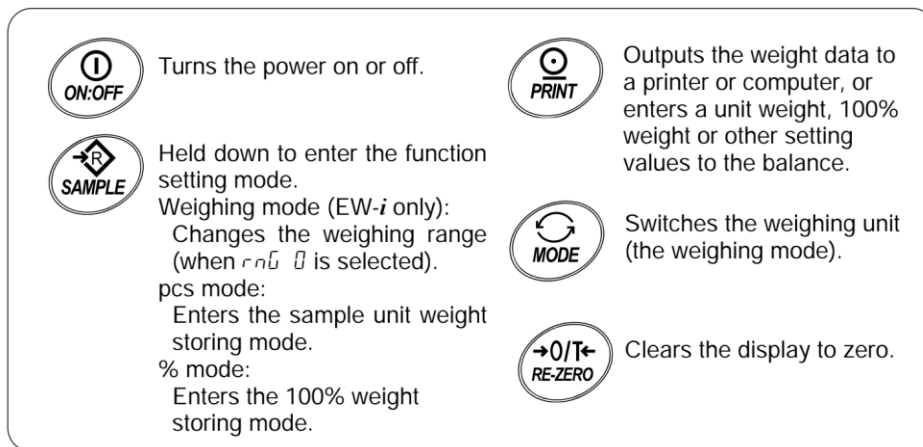 ON:OFF
Turns the power on or off.
→R
SAMPLE
Held down to enter the function
setting mode.
Weighing mode (EW-i only):
Changes the weighing range
(when rnG 0 is selected).
pcs mode:
Enters the sample unit weight
storing mode.
% mode:
Enters the 100% weight
storing mode.
PRINT
Outputs the weight data to
a printer or computer, or
enters a unit weight, 100%
weight or other setting
values to the balance.
MODE
Switches the weighing unit
(the weighing mode).
→0/T←
RE-ZERO
Clears the display to zero.